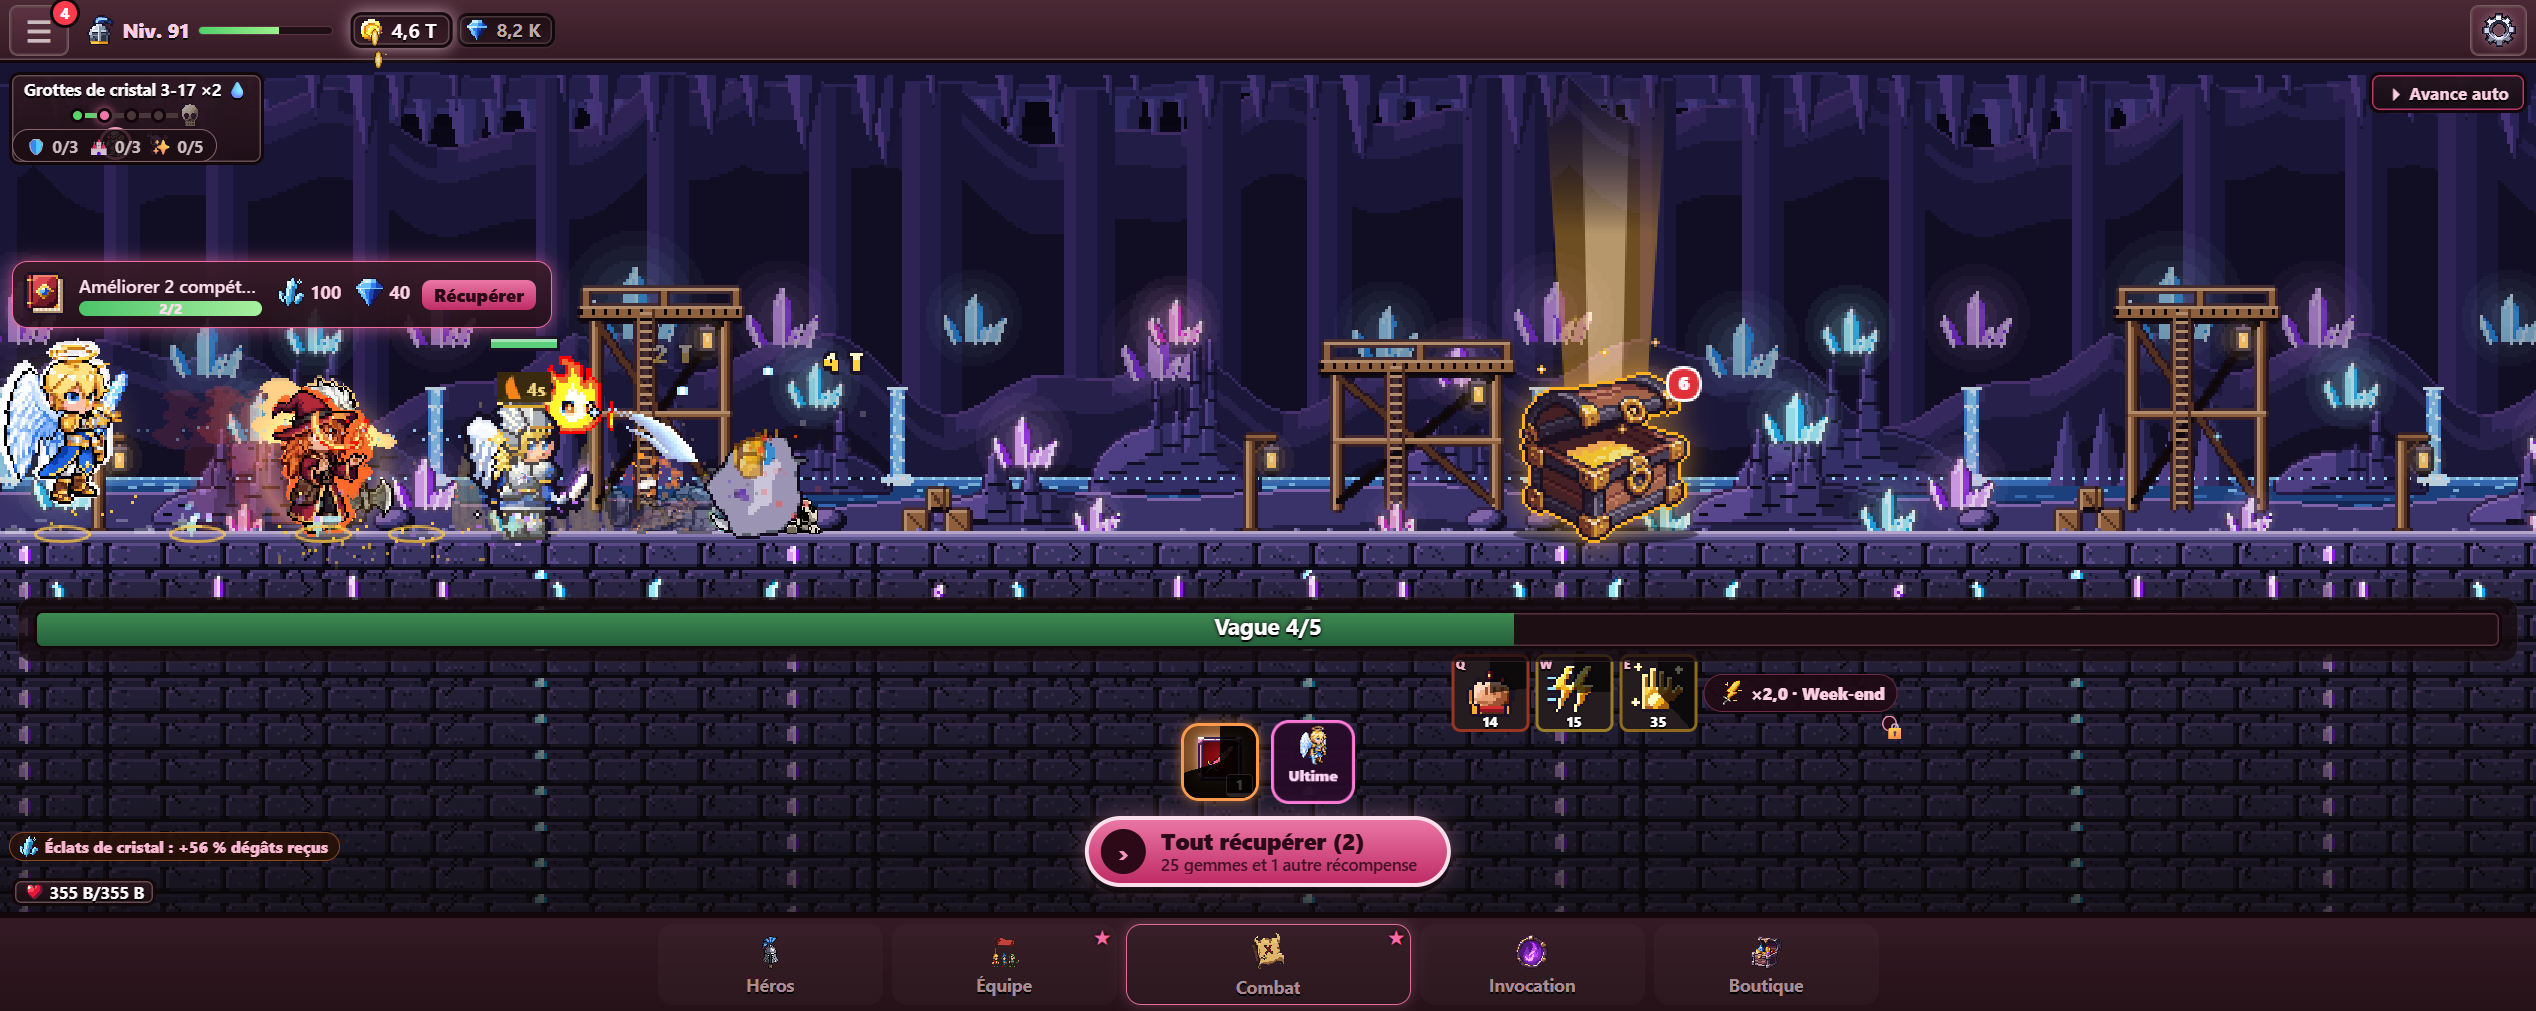 4
Niv. 91
4,6 T
8,2 K
Grottes de cristal 3-17 ×2
0/3
0/3
0/5
Avance auto
Améliorer 2 compét...
2/2
100
40
Récupérer
4s
2 T
4 T
6
Vague 4/5
Q
14
W
15
E
35
×2,0 · Week-end
1
Ultime
Tout récupérer (2)
25 gemmes et 1 autre récompense
Éclats de cristal : +56 % dégâts reçus
355 B/355 B
Héros
Équipe
Combat
Invocation
Boutique